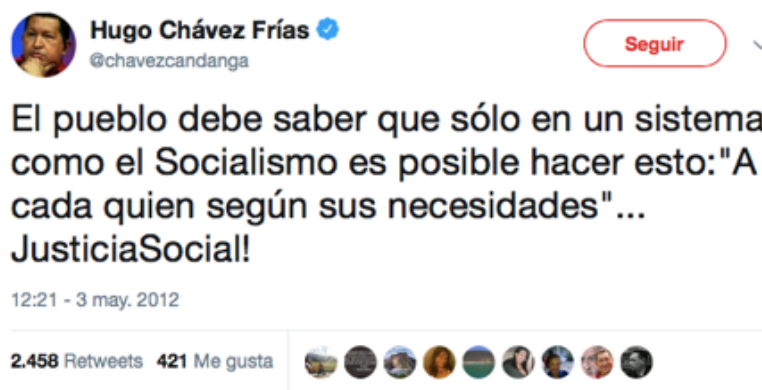 Hugo Chávez Frías
@chavezcandanga
Seguir
El pueblo debe saber que sólo en un sistema
como el Socialismo es posible hacer esto:"A
cada quien según sus necesidades"...
JusticiaSocial!
12:21 - 3 may. 2012
2.458 Retweets 421 Me gusta